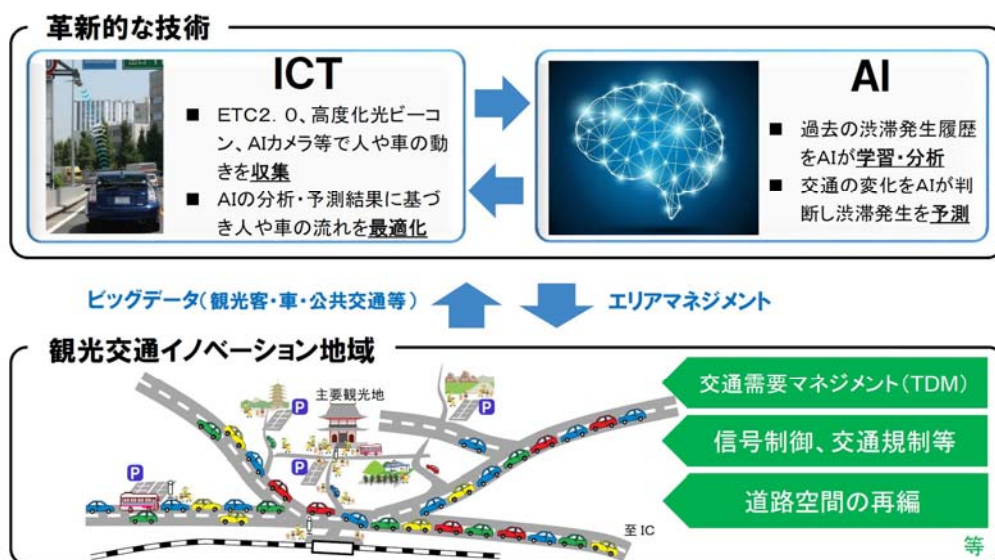 革新的な技術
ICT
■ ETC2.0、高度化光ビーコ
ン、AIカメラ等で人や車の動
きを収集
■ AIの分析・予測結果に基づ
き人や車の流れを最適化
AI
■ 過去の渋滞発生履歴
をAIが学習・分析
■ 交通の変化をAIが判
断し渋滞発生を予測
ビッグデータ(観光客・車・公共交通等)
エリアマネジメント
観光交通イノベーション地域
主要観光地
P
P
P
P
至IC
交通需要マネジメント(TDM)
信号制御、交通規制等
道路空間の再編
等